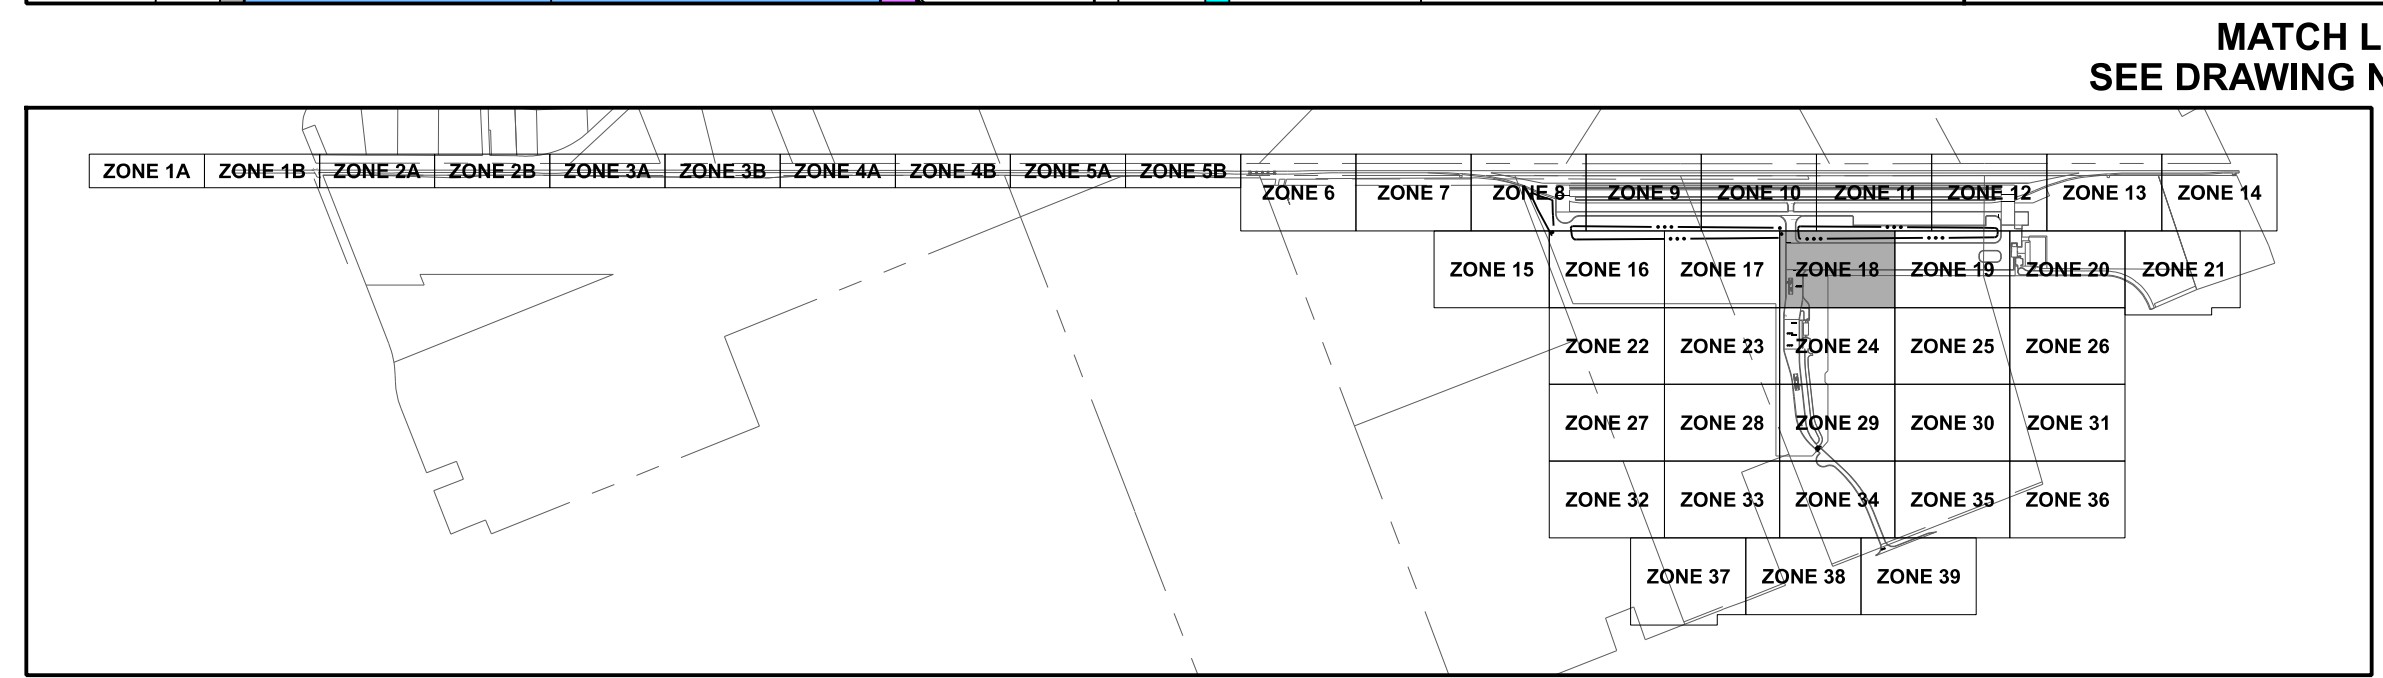 MATCH L
SEE DRAWING N
ZONE 1A ZONE 1B ZONE 2A ZONE 2B ZONE 3A ZONE 3B ZONE 4A ZONE 4B ZONE 5A ZONE 5B
ZONE 6 ZONE 7 ZONE 8 ZONE 9 ZONE 10 ZONE 11 ZONE 12 ZONE 13 ZONE 14
ZONE 15 ZONE 16 ZONE 17 ZONE 18 ZONE 19 ZONE 20 ZONE 21
ZONE 22 ZONE 23 ZONE 24 ZONE 25 ZONE 26
ZONE 27 ZONE 28 ZONE 29 ZONE 30 ZONE 31
ZONE 32 ZONE 33 ZONE 34 ZONE 35 ZONE 36
ZONE 37 ZONE 38 ZONE 39